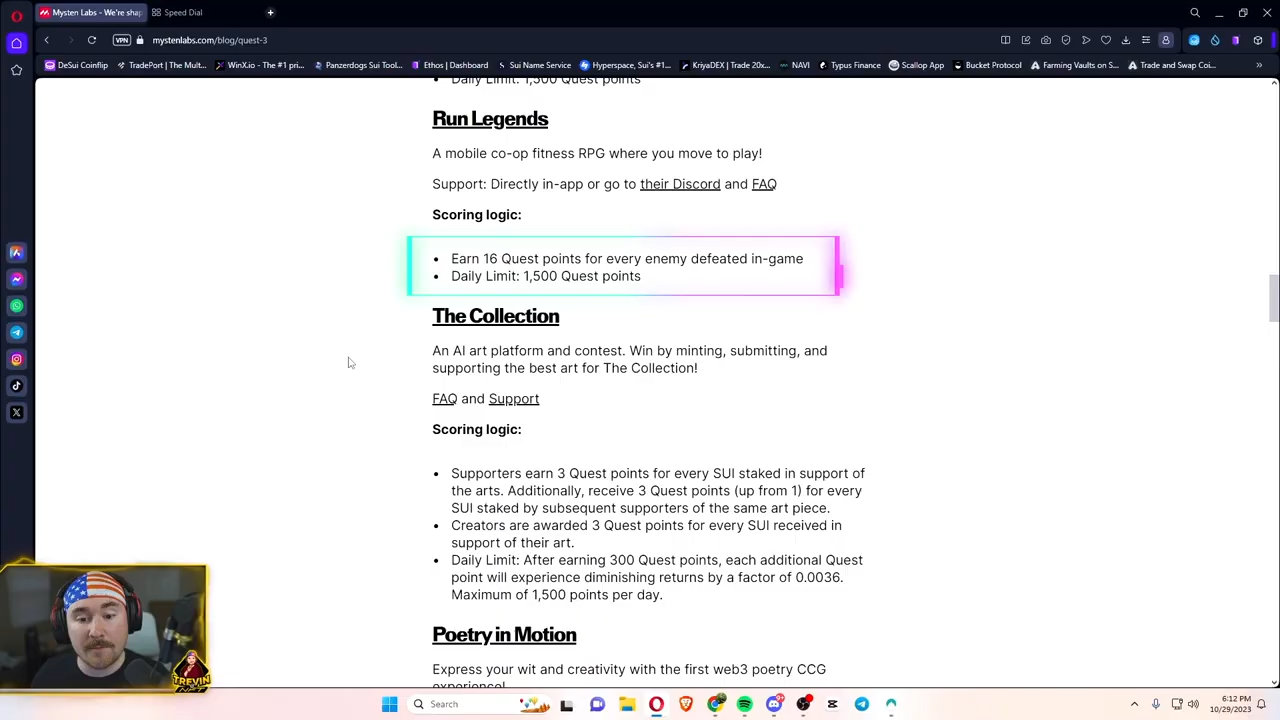 Mysten Labs - We're shap
Speed Dial
VPN
mystenlabs.com/blog/quest-3
DeSui Coinflip
TradePort | The Mult...
WinX.io - The #1 pri...
Panzerdogs Sui Tool...
Ethos | Dashboard
Sui Name Service
Hyperspace, Sui's #1...
KriyaDEX | Trade 20x...
NAVI
Typus Finance
Scallop App
Bucket Protocol
Farming Vaults on S...
Trade and Swap Coi...
• Daily Limit: 1,500 Quest points
Run Legends
A mobile co-op fitness RPG where you move to play!
Support: Directly in-app or go to their Discord and FAQ
Scoring logic:
• Earn 16 Quest points for every enemy defeated in-game
• Daily Limit: 1,500 Quest points
The Collection
An AI art platform and contest. Win by minting, submitting, and
supporting the best art for The Collection!
FAQ and Support
Scoring logic:
• Supporters earn 3 Quest points for every SUI staked in support of
the arts. Additionally, receive 3 Quest points (up from 1) for every
SUI staked by subsequent supporters of the same art piece.
• Creators are awarded 3 Quest points for every SUI received in
support of their art.
• Daily Limit: After earning 300 Quest points, each additional Quest
point will experience diminishing returns by a factor of 0.0036.
Maximum of 1,500 points per day.
Poetry in Motion
Express your wit and creativity with the first web3 poetry CCG
experience!
TREVIN
NFT
Search
6:12 PM
10/29/2023